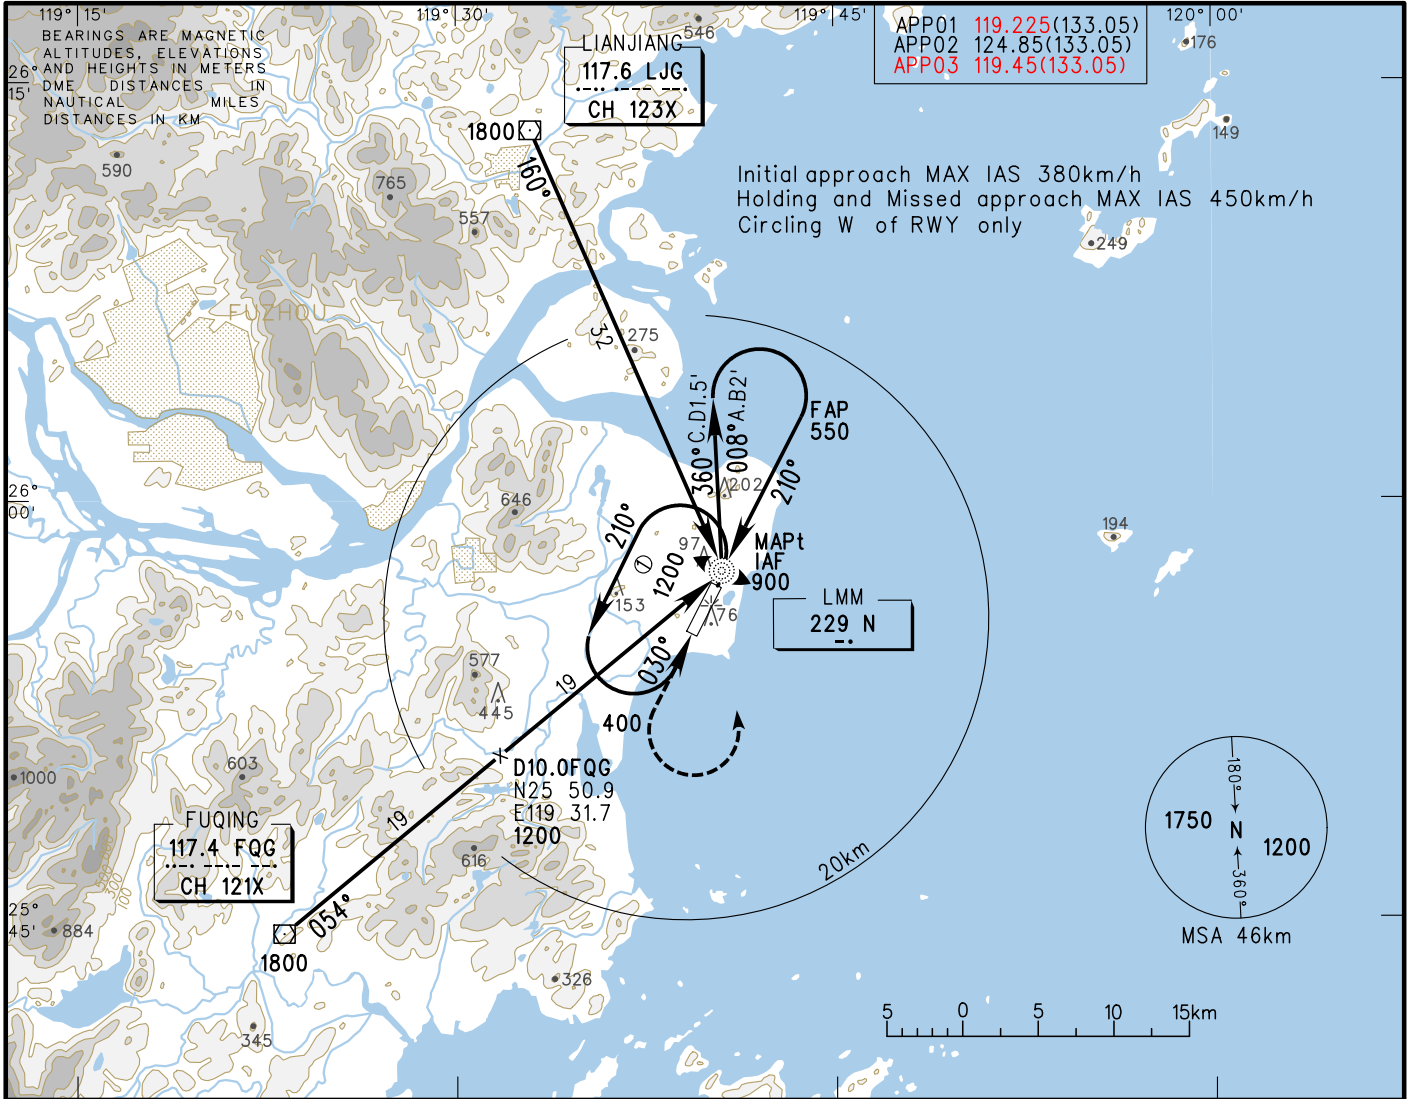 119° 15'
119° 30'
119° 45'
120° 00'
BEARINGS ARE MAGNETIC
ALTITUDES, ELEVATIONS
AND HEIGHTS IN METERS
DME DISTANCES IN
NAUTICAL MILES
DISTANCES IN KM
26°
15'
546
LIANJIANG
117.6 LJG
CH 123X
APP01 119.225(133.05)
APP02 124.85(133.05)
APP03 119.45(133.05)
176
149
1800
160°
590
765
557
Initial approach MAX IAS 380km/h
Holding and Missed approach MAX IAS 450km/h
Circling W of RWY only
249
FUZHOU
32
275
FAP
550
360°C.D1.5'
008°A.B2'
210°
202
26°
00'
646
210°
1
1200
97
MAPt
IAF
900
194
153
76
LMM
229 N
030°
577
445
19
400
D10.0FQG
N25 50.9
E119 31.7
1200
1000
603
FUQING
117.4 FQG
CH 121X
19
616
20km
180°
1750
N
1200
360°
MSA 46km
25°
45'
884
054°
1800
326
345
5 0 5 10 15km